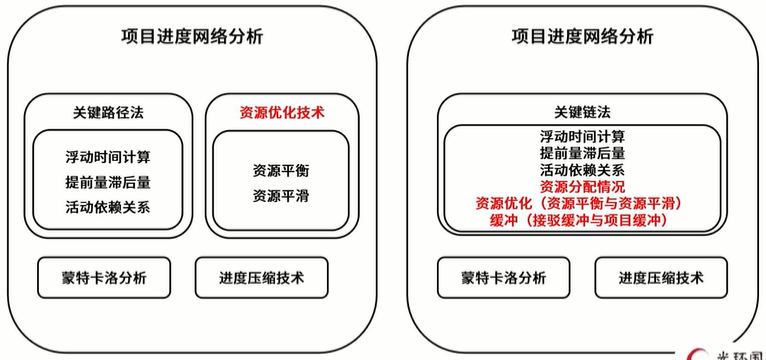 项目进度网络分析
关键路径法
浮动时间计算
提前量滞后量
活动依赖关系
资源优化技术
资源平衡
资源平滑
蒙特卡洛分析
进度压缩技术
项目进度网络分析
关键链法
浮动时间计算
提前量滞后量
活动依赖关系
资源分配情况
资源优化（资源平衡与资源平滑）
缓冲（接驳缓冲与项目缓冲）
蒙特卡洛分析
进度压缩技术
光环国